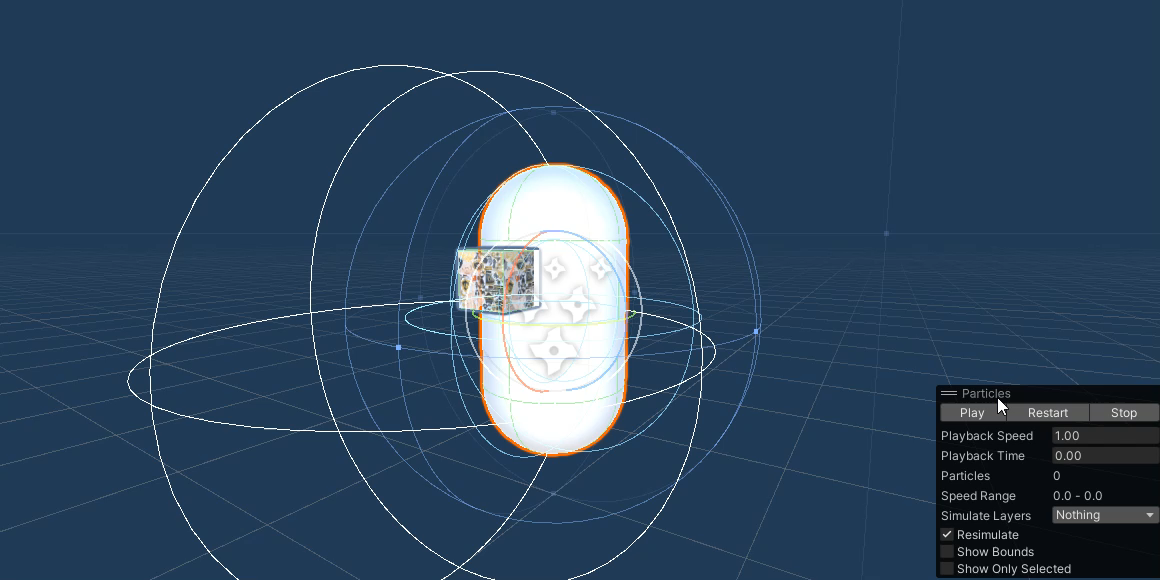 Particles
Play Restart Stop
Playback Speed 1.00
Playback Time 0.00
Particles 0
Speed Range 0.0 - 0.0
Simulate Layers Nothing
Resimulate
Show Bounds
Show Only Selected